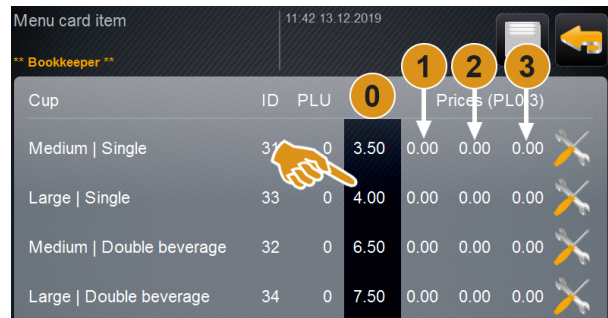 Menu card item 11:42 13.12.2019
** Bookkeeper **
1 2 3
Cup ID PLU 0 Prices (PL0-3)
Medium | Single 31 0 3.50 0.00 0.00 0.00
Large | Single 33 0 4.00 0.00 0.00 0.00
Medium | Double beverage 32 0 6.50 0.00 0.00 0.00
Large | Double beverage 34 0 7.50 0.00 0.00 0.00